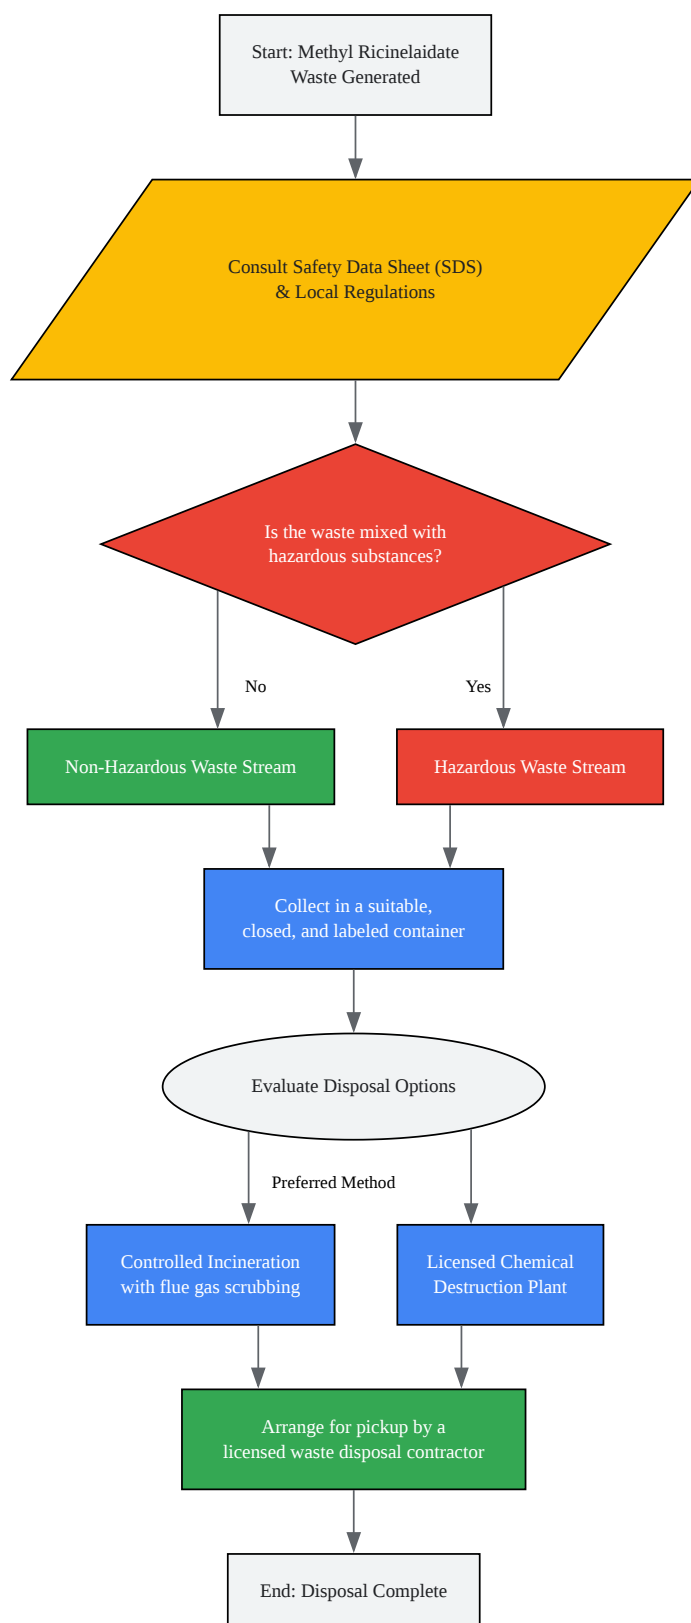 Start: Methyl Ricinelaidate
Waste Generated
Consult Safety Data Sheet (SDS)
& Local Regulations
Is the waste mixed with
hazardous substances?
No
Yes
Non-Hazardous Waste Stream
Hazardous Waste Stream
Collect in a suitable,
closed, and labeled container
Evaluate Disposal Options
Preferred Method
Controlled Incineration
with flue gas scrubbing
Licensed Chemical
Destruction Plant
Arrange for pickup by a
licensed waste disposal contractor
End: Disposal Complete